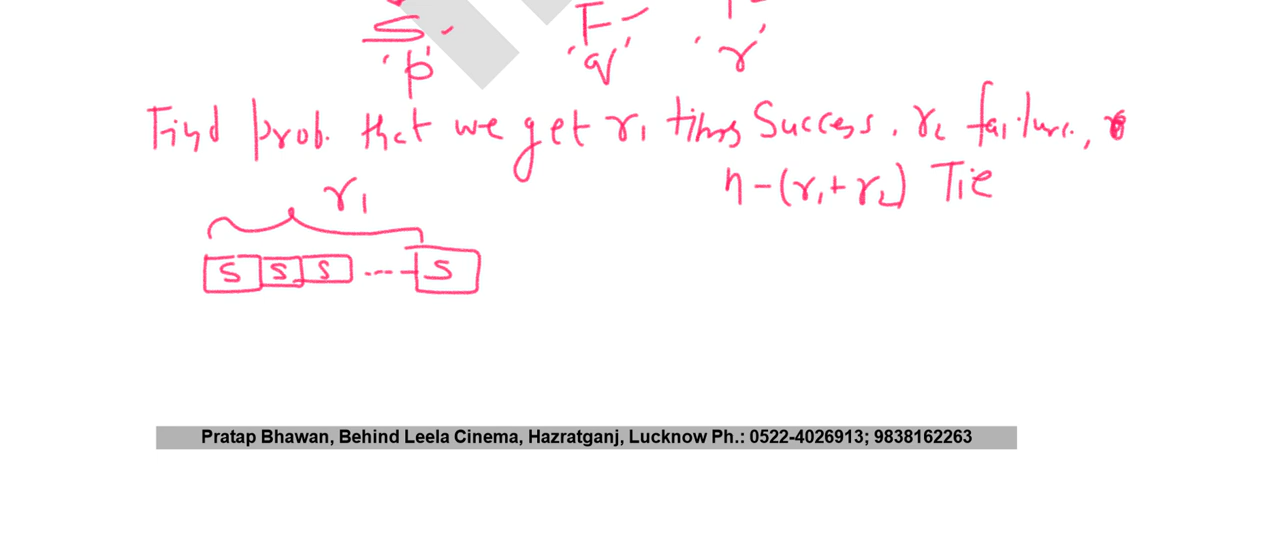 S - F - T
'p' 'q' 'r'
Find prob. that we get r₁ times Success, r₂ failure,
n-(r₁+r₂) Tie
r₁
S S S ---- S
Pratap Bhawan, Behind Leela Cinema, Hazratganj, Lucknow Ph.: 0522-4026913; 9838162263